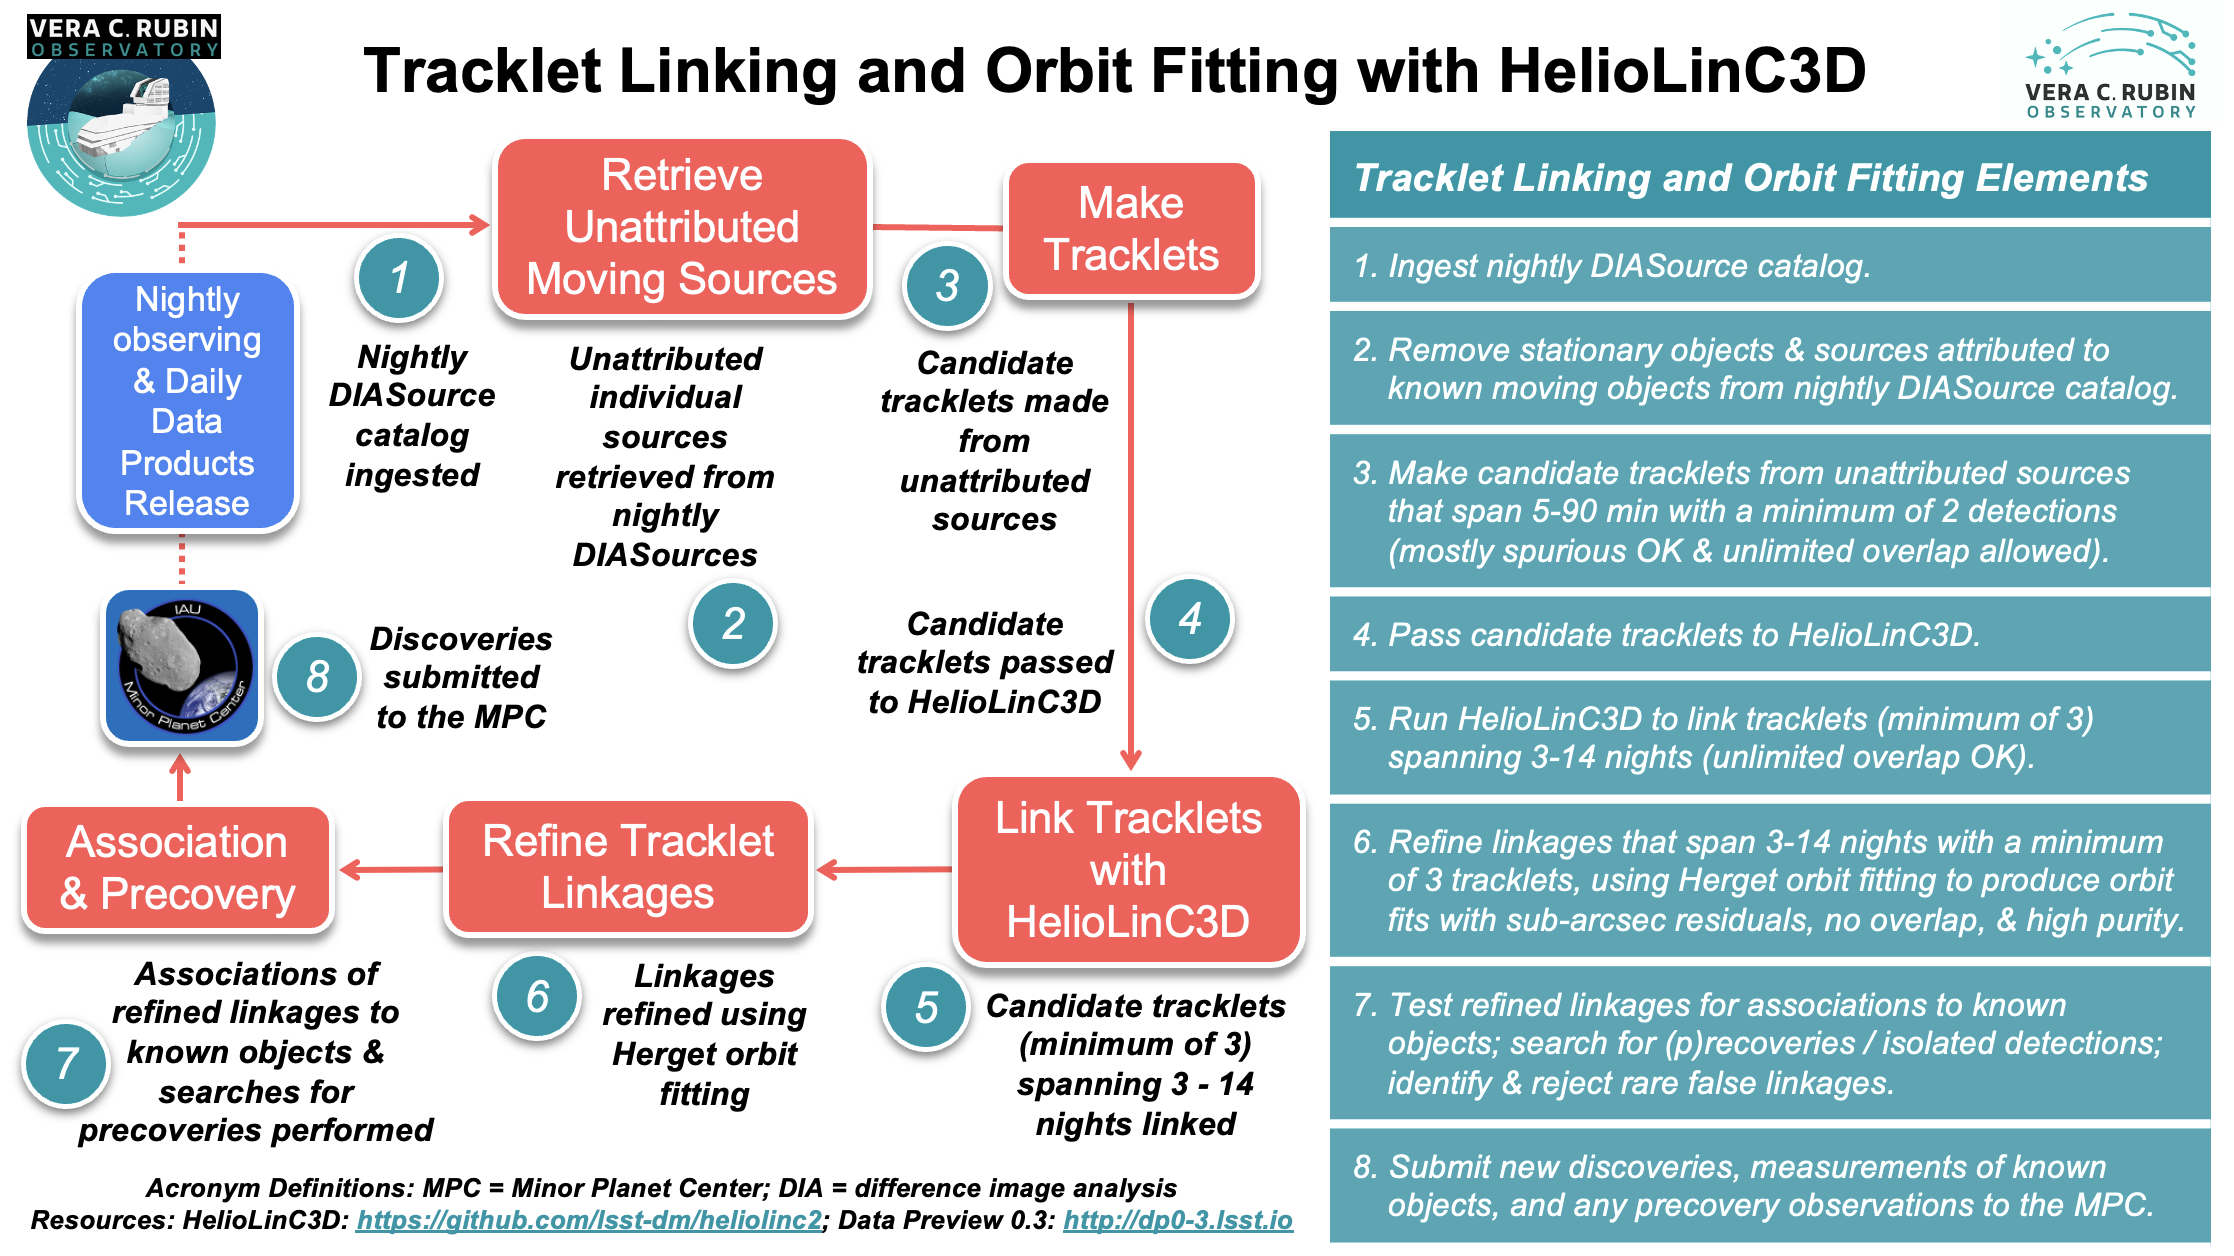 VERA C. RUBIN
OBSERVATORY
Tracklet Linking and Orbit Fitting with HelioLinC3D
VERA C. RUBIN
OBSERVATORY
Nightly
observing
& Daily
Data
Products
Release
1
Nightly
DIASource
catalog
ingested
Retrieve
Unattributed
Moving Sources
Unattributed
individual
sources
retrieved from
nightly
DIASources
2
Make
Tracklets
3
Candidate
tracklets made
from
unattributed
sources
4
Candidate
tracklets passed
to HelioLinC3D
Link Tracklets
with
HelioLinC3D
5
Candidate tracklets
(minimum of 3)
spanning 3 - 14
nights linked
Refine Tracklet
Linkages
6
Linkages
refined using
Herget orbit
fitting
Association
& Precovery
7
Associations of
refined linkages to
known objects &
searches for
precoveries performed
IAU
Minor Planet Center
8
Discoveries
submitted
to the MPC
Acronym Definitions: MPC = Minor Planet Center; DIA = difference image analysis
Resources: HelioLinC3D: https://github.com/lsst-dm/heliolinc2; Data Preview 0.3: http://dp0-3.lsst.io
Tracklet Linking and Orbit Fitting Elements
1. Ingest nightly DIASource catalog.
2. Remove stationary objects & sources attributed to
known moving objects from nightly DIASource catalog.
3. Make candidate tracklets from unattributed sources
that span 5-90 min with a minimum of 2 detections
(mostly spurious OK & unlimited overlap allowed).
4. Pass candidate tracklets to HelioLinC3D.
5. Run HelioLinC3D to link tracklets (minimum of 3)
spanning 3-14 nights (unlimited overlap OK).
6. Refine linkages that span 3-14 nights with a minimum
of 3 tracklets, using Herget orbit fitting to produce orbit
fits with sub-arcsec residuals, no overlap, & high purity.
7. Test refined linkages for associations to known
objects; search for (p)recoveries / isolated detections;
identify & reject rare false linkages.
8. Submit new discoveries, measurements of known
objects, and any precovery observations to the MPC.